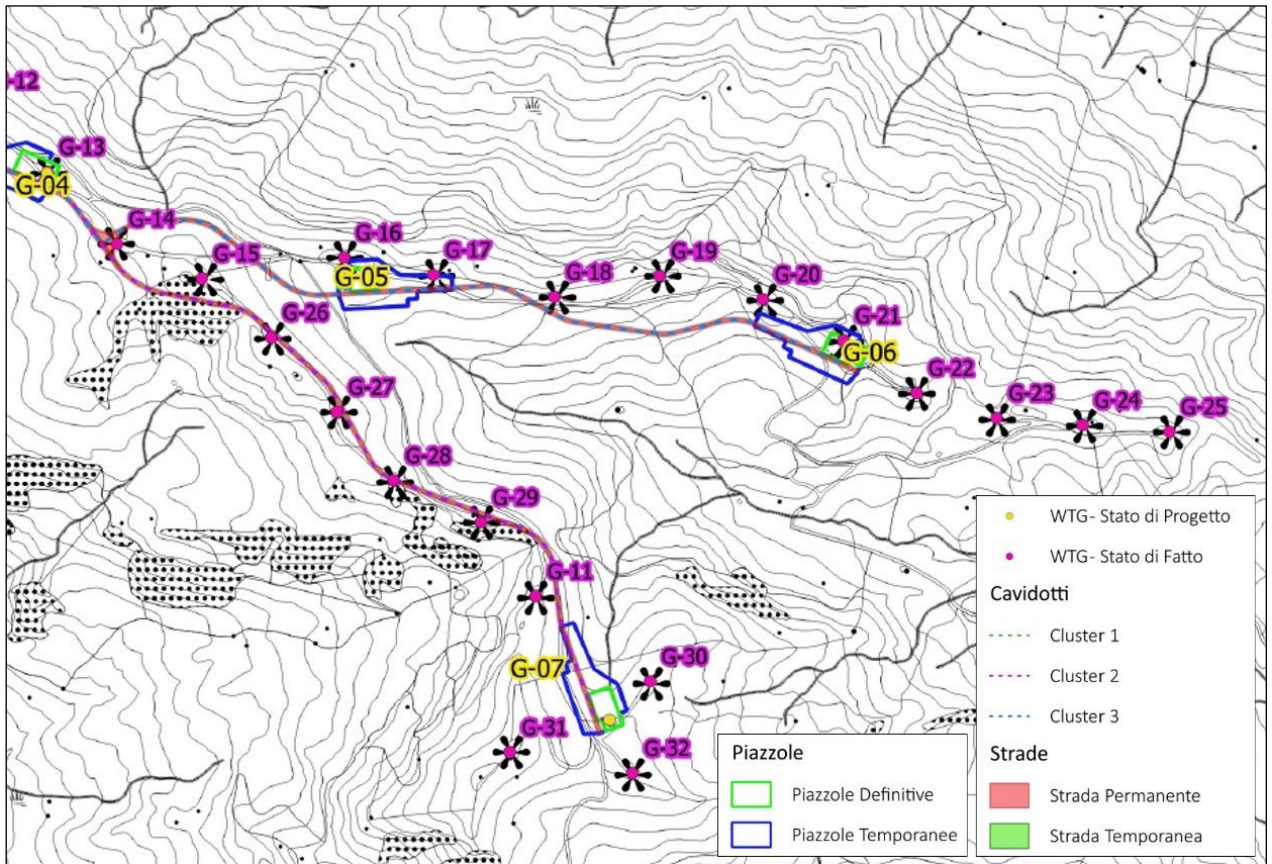 -12
G-13
G-04
G-14
G-15
G-16
G-05
G-17
G-18
G-19
G-20
G-21
G-06
G-22
G-23
G-24
G-25
G-26
G-27
G-28
G-29
G-11
G-07
G-30
G-31
G-32
WTG- Stato di Progetto
WTG- Stato di Fatto
Cavidotti
Cluster 1
Cluster 2
Cluster 3
Piazzole
Piazzole Definitive
Piazzole Temporanee
Strade
Strada Permanente
Strada Temporanea